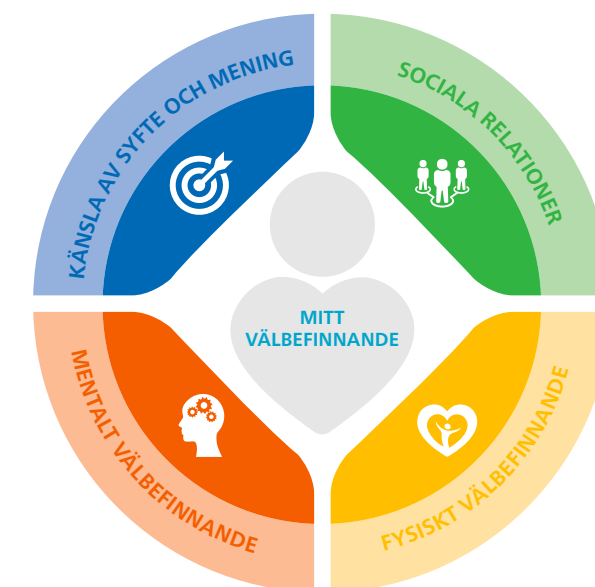 KÄNSLA AV SYFTE OCH MENING
SOCIALA RELATIONER
MITT
VÄLBEFINNANDE
MENTALT VÄLBEFINNANDE
FYSISKT VÄLBEFINNANDE